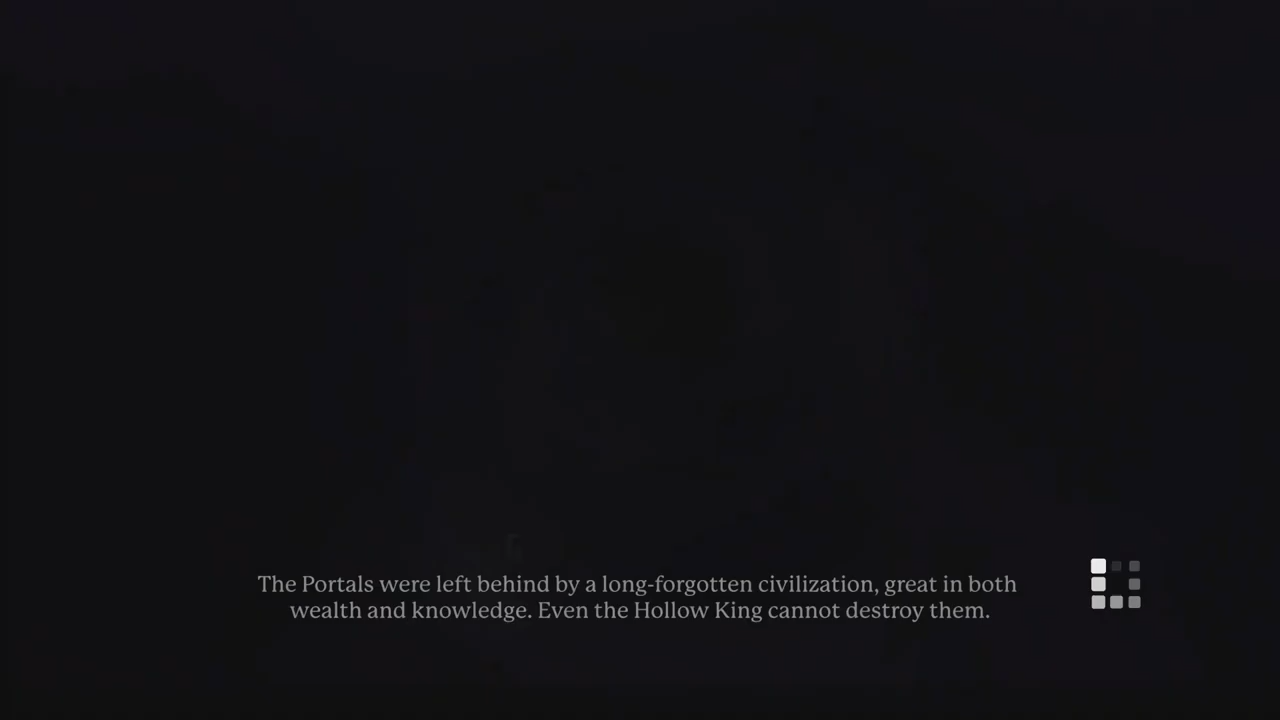 The Portals were left behind by a long-forgotten civilization, great in both
wealth and knowledge. Even the Hollow King cannot destroy them.